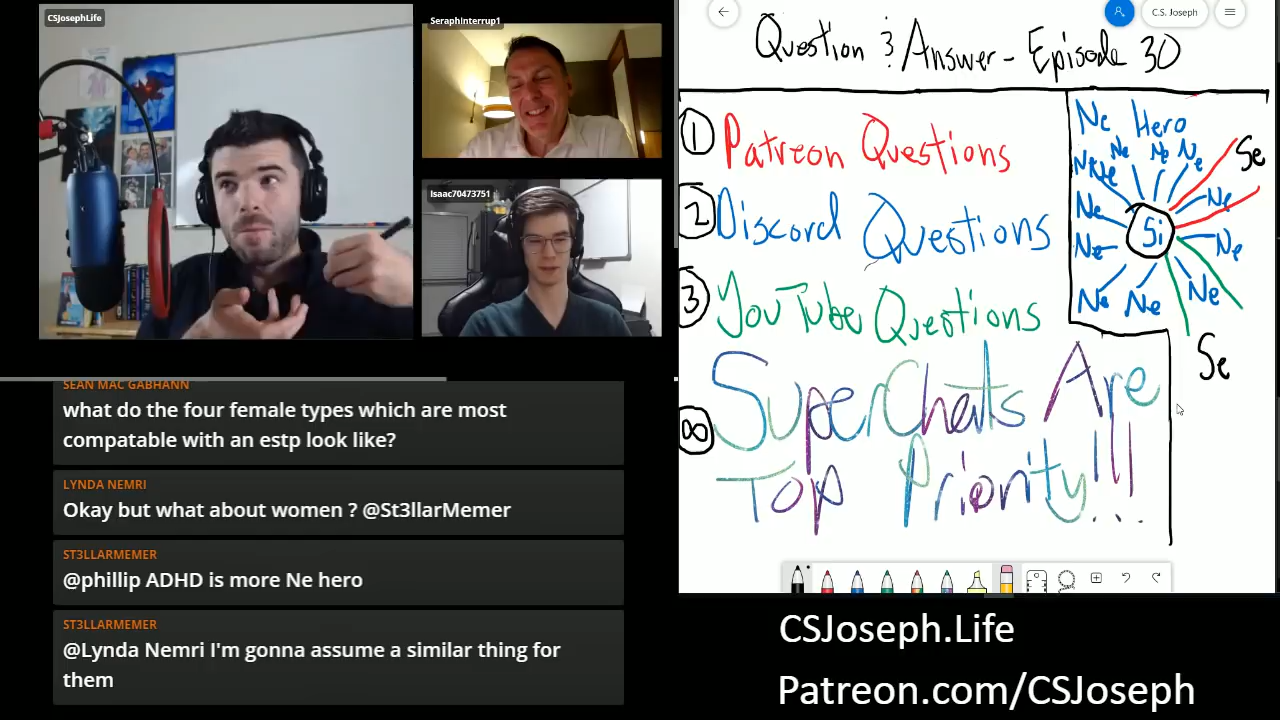 CSJosephLife
SeraphInterrup1
Isaac70473751
SEAN MAC GABHANN
what do the four female types which are most
compatable with an estp look like?
LYNDA NEMRI
Okay but what about women ? @St3llarMemer
ST3LLARMEMER
@phillip ADHD is more Ne hero
ST3LLARMEMER
@Lynda Nemri I'm gonna assume a similar thing for
them
C.S. Joseph
Question & Answer - Episode 30
1 Patreon Questions
2 Discord Questions
3 YouTube Questions
∞ SuperChats Are
Top Priority!!!
Ne Hero
Ne Ne Ne
Ne Ne
Se
Ne
Ne
Si
Ne
Ne
Ne
Ne
Ne
Se
CSJoseph.Life
Patreon.com/CSJoseph